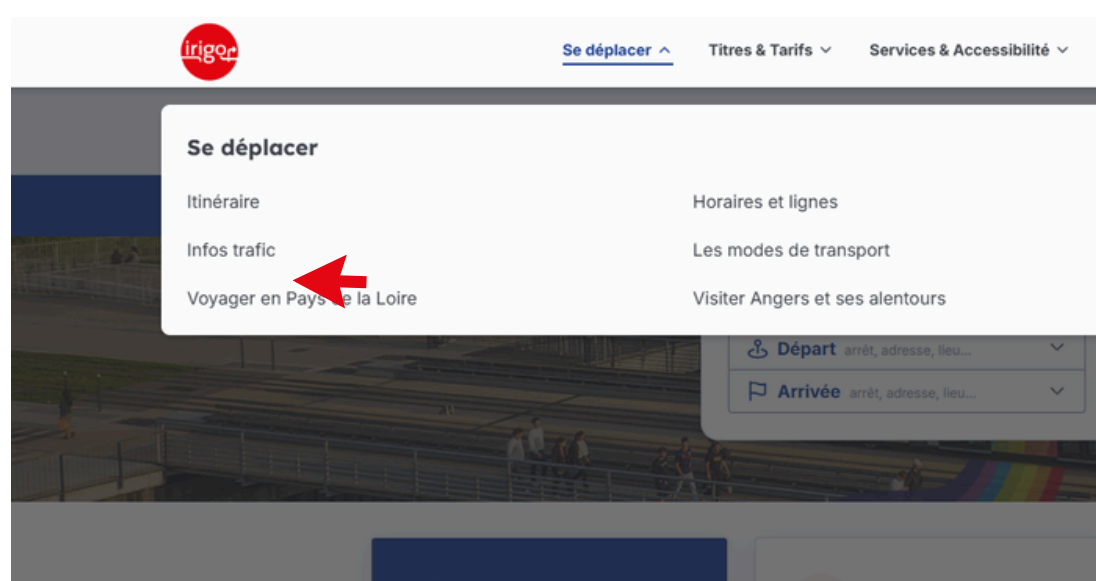 irigo
Se déplacer
Titres & Tarifs
Services & Accessibilité
Se déplacer
Itinéraire
Horaires et lignes
Infos trafic
Les modes de transport
Voyager en Pays de la Loire
Visiter Angers et ses alentours
Départ arrêt, adresse, lieu...
Arrivée arrêt, adresse, lieu...